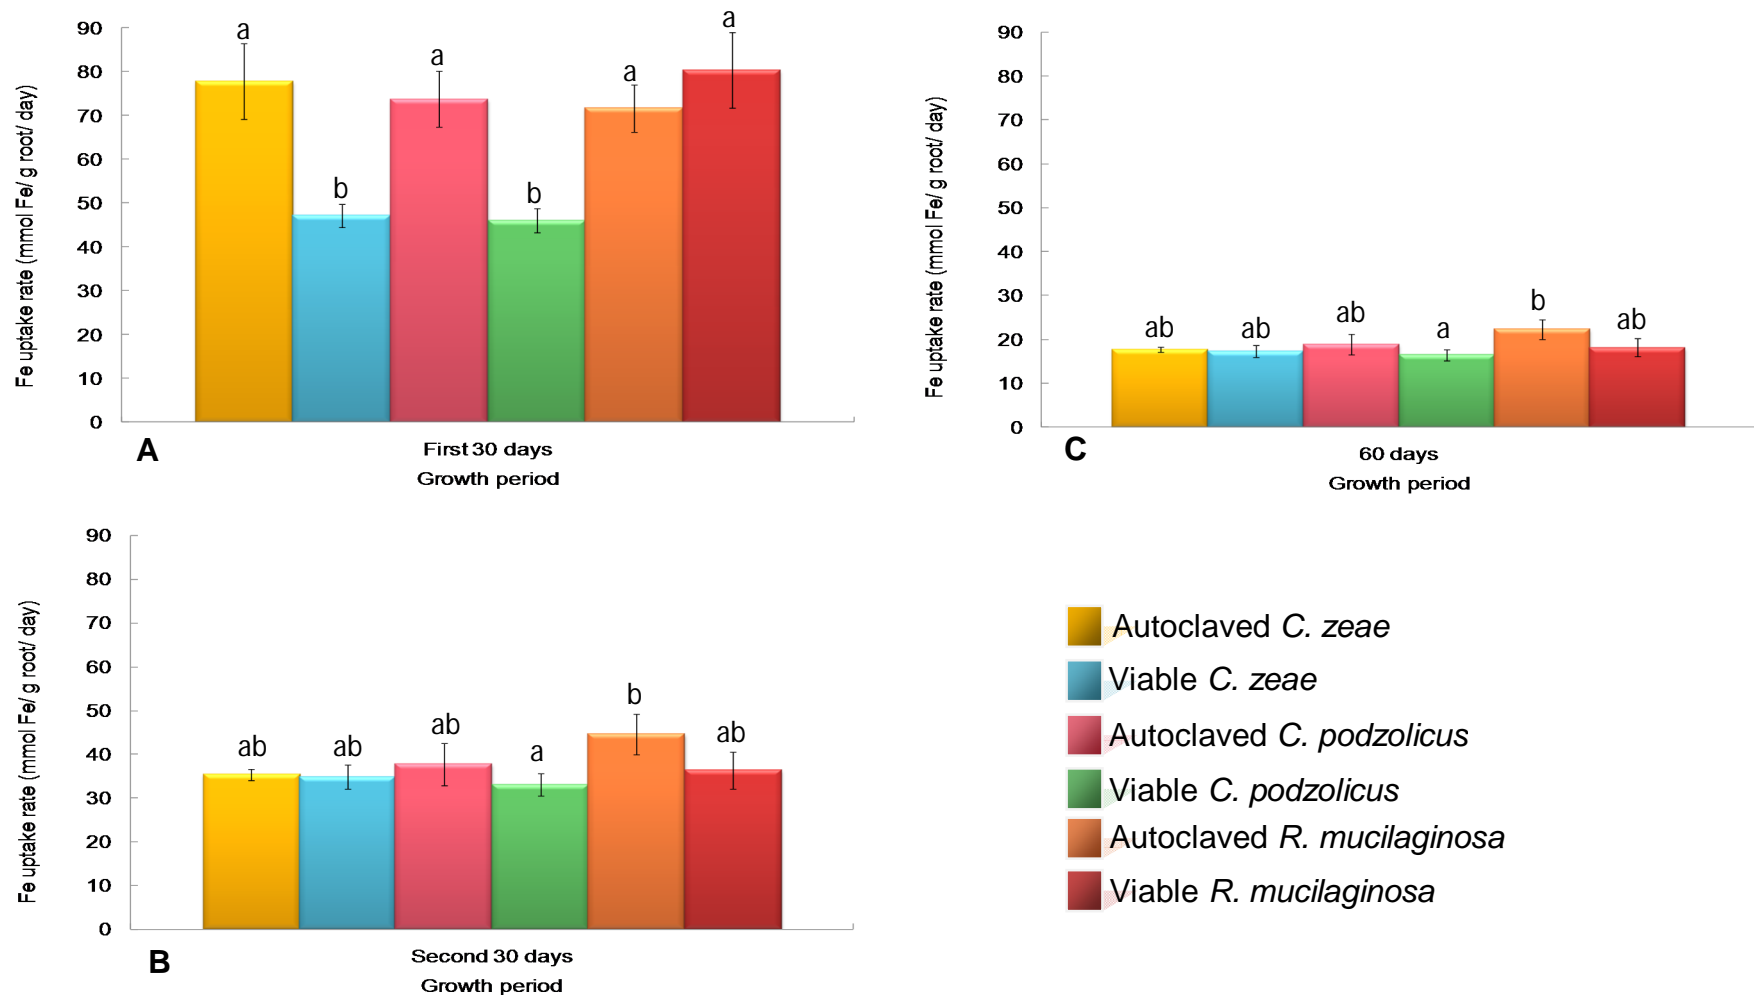 90
80
70
60
50
40
30
20
10
0
Fe uptake rate (mmol Fe/ g root/ day)
a
b
a
b
a
a
A
First 30 days
Growth period
90
80
70
60
50
40
30
20
10
0
Fe uptake rate (mmol Fe/ g root/ day)
ab
ab
ab
a
b
ab
C
60 days
Growth period
90
80
70
60
50
40
30
20
10
0
Fe uptake rate (mmol Fe/ g root/ day)
ab
ab
ab
a
b
ab
B
Second 30 days
Growth period
Autoclaved C. zeae
Viable C. zeae
Autoclaved C. podzolicus
Viable C. podzolicus
Autoclaved R. mucilaginosa
Viable R. mucilaginosa